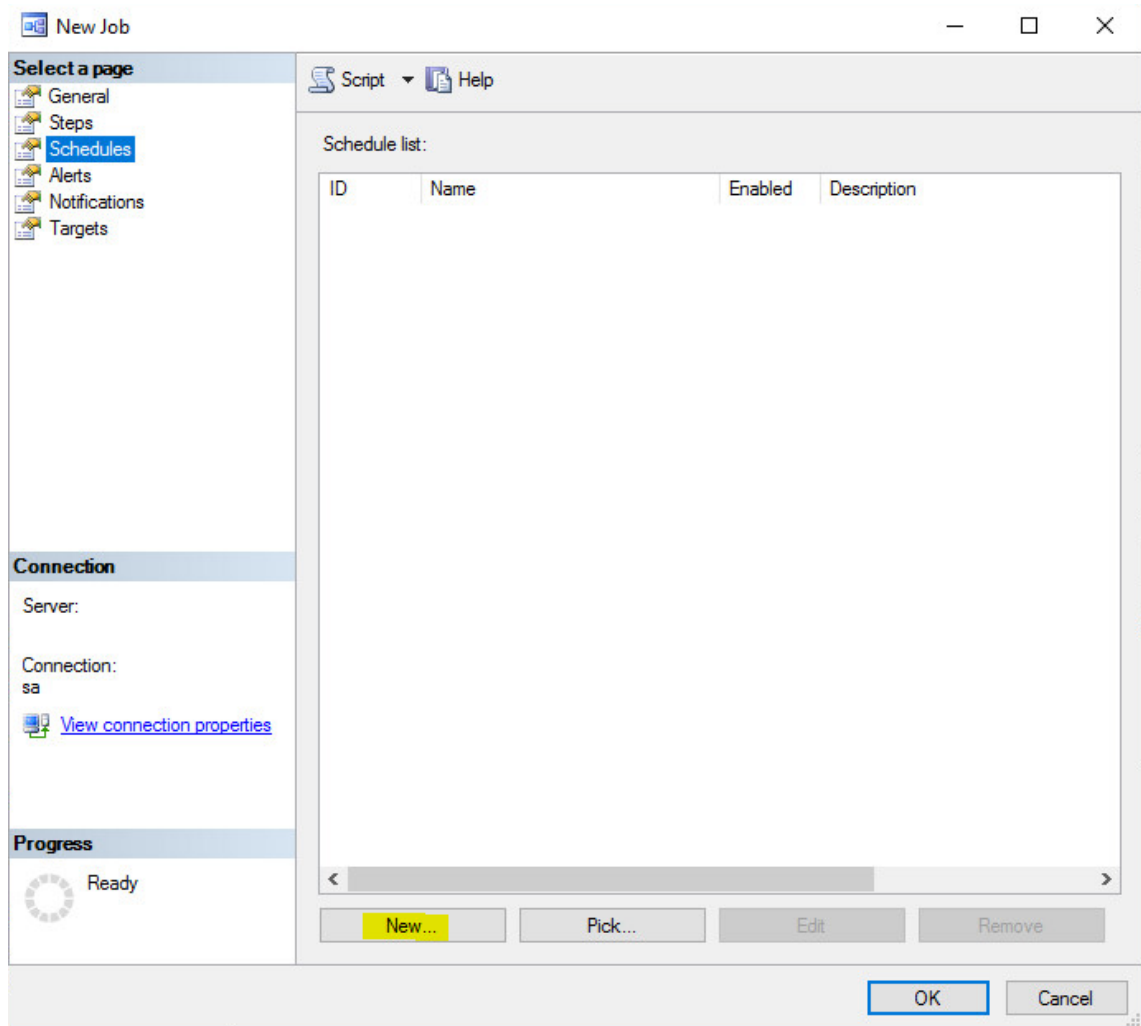 New Job
Select a page
General
Steps
Schedules
Alerts
Notifications
Targets
Script Help
Schedule list:
ID Name Enabled Description
Connection
Server:
Connection:
sa
View connection properties
Progress
Ready
New... Pick... Edit Remove
OK Cancel